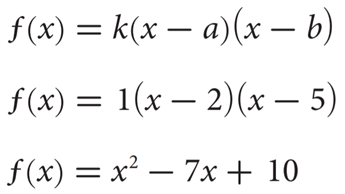 f(x) = k(x − a)(x − b)
f(x) = 1(x − 2)(x − 5)
f(x) = x² − 7x + 10